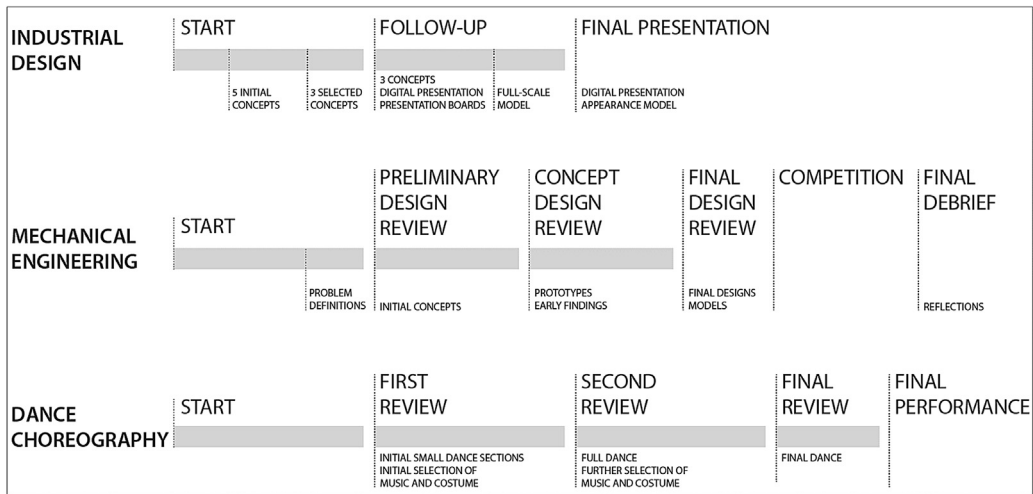 INDUSTRIAL
DESIGN
START
FOLLOW-UP
FINAL PRESENTATION
5 INITIAL
CONCEPTS
3 SELECTED
CONCEPTS
3 CONCEPTS
DIGITAL PRESENTATION
PRESENTATION BOARDS
FULL-SCALE
MODEL
DIGITAL PRESENTATION
APPEARANCE MODEL
MECHANICAL
ENGINEERING
START
PRELIMINARY
DESIGN
REVIEW
CONCEPT
DESIGN
REVIEW
FINAL
DESIGN
REVIEW
COMPETITION
FINAL
DEBRIEF
PROBLEM
DEFINITIONS
INITIAL CONCEPTS
PROTOTYPES
EARLY FINDINGS
FINAL DESIGNS
MODELS
REFLECTIONS
DANCE
CHOREOGRAPHY
START
FIRST
REVIEW
SECOND
REVIEW
FINAL
REVIEW
FINAL
PERFORMANCE
INITIAL SMALL DANCE SECTIONS
INITIAL SELECTION OF
MUSIC AND COSTUME
FULL DANCE
FURTHER SELECTION OF
MUSIC AND COSTUME
FINAL DANCE